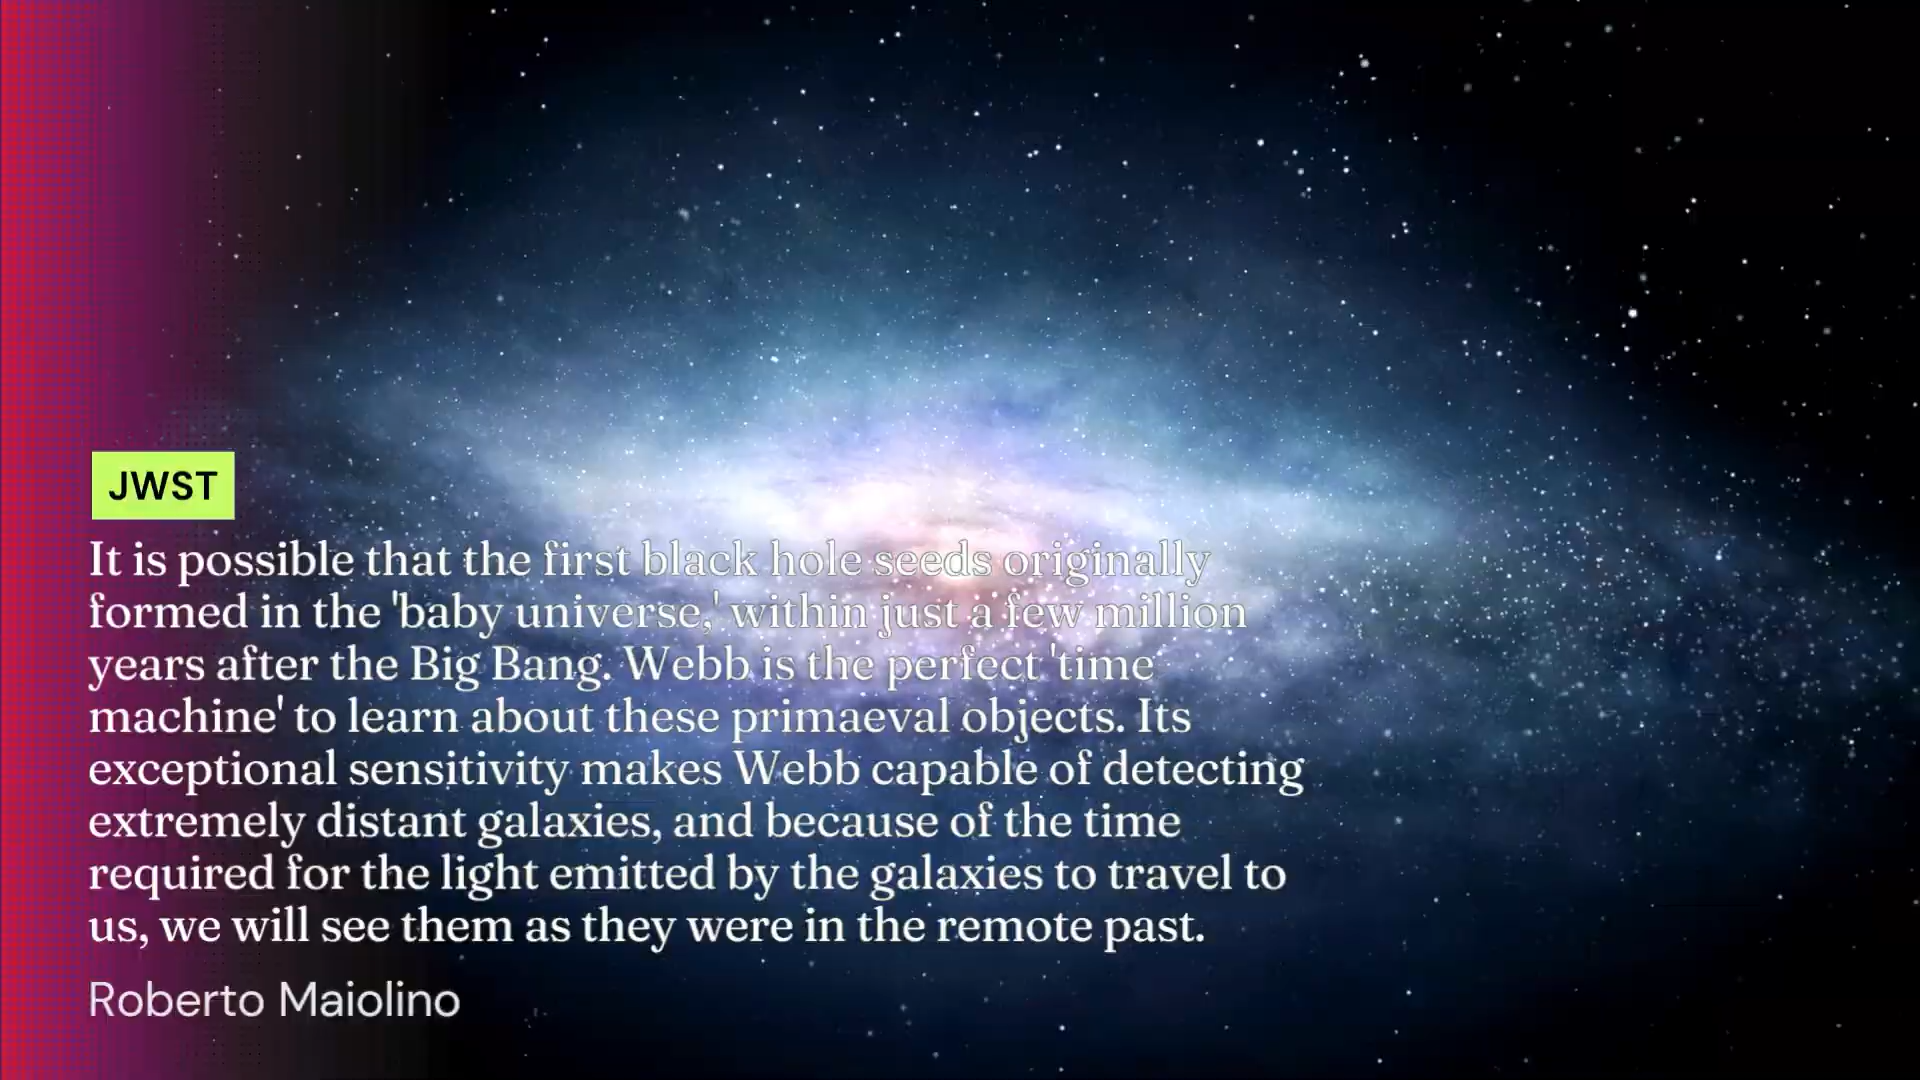 JWST
It is possible that the first black hole seeds originally
formed in the 'baby universe,' within just a few million
years after the Big Bang. Webb is the perfect 'time
machine' to learn about these primaeval objects. Its
exceptional sensitivity makes Webb capable of detecting
extremely distant galaxies, and because of the time
required for the light emitted by the galaxies to travel to
us, we will see them as they were in the remote past.
Roberto Maiolino